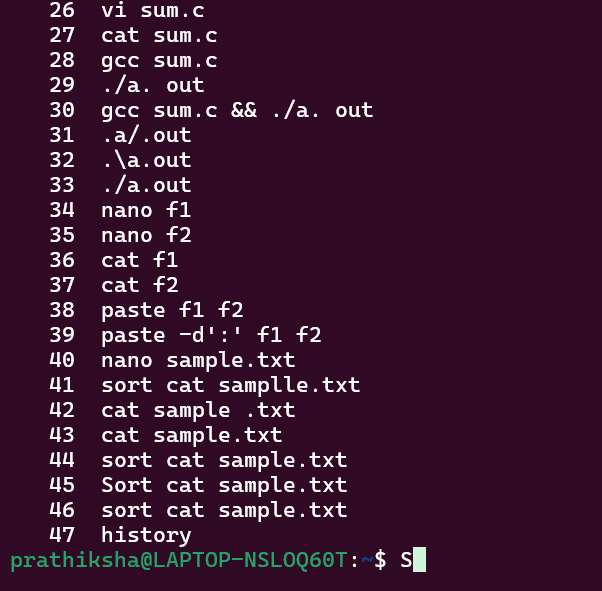 26 vi sum.c
27 cat sum.c
28 gcc sum.c
29 ./a. out
30 gcc sum.c && ./a. out
31 .a/.out
32 .\a.out
33 ./a.out
34 nano f1
35 nano f2
36 cat f1
37 cat f2
38 paste f1 f2
39 paste -d':' f1 f2
40 nano sample.txt
41 sort cat samplle.txt
42 cat sample .txt
43 cat sample.txt
44 sort cat sample.txt
45 Sort cat sample.txt
46 sort cat sample.txt
47 history
prathiksha@LAPTOP-NSLOQ60T:~$ S